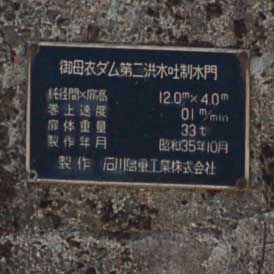 御母衣ダム第二洪水吐制水門
純径間×扉高 12.0m×4.0m
巻上速度 01m/min
扉体重量 33t
製作年月 昭和35年10月
製作 石川島重工業株式会社